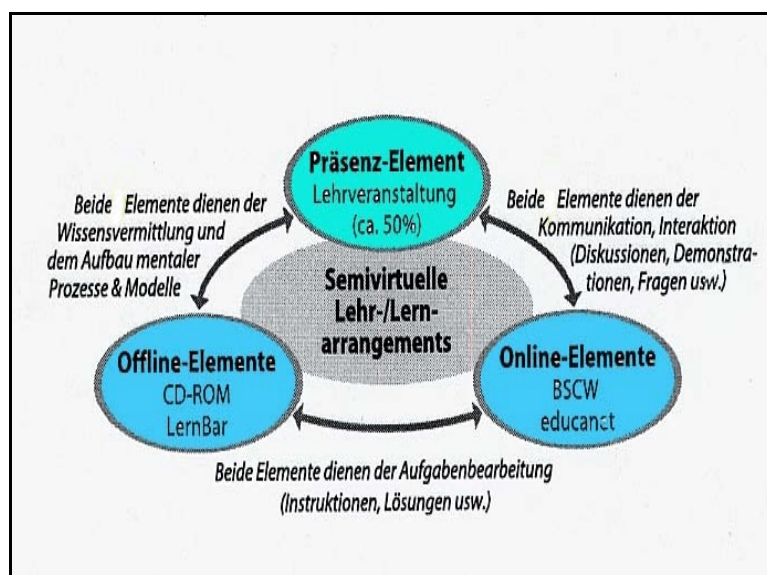 Präsenz-Element
Lehrveranstaltung
(ca. 50%)
Beide Elemente dienen der
Wissensvermittlung und
dem Aufbau mentaler
Prozesse & Modelle
Beide Elemente dienen der
Kommunikation, Interaktion
(Diskussionen, Demonstra-
tionen, Fragen usw.)
Semivirtuelle
Lehr-/Lern-
arrangements
Offline-Elemente
CD-ROM
LernBar
Online-Elemente
BSCW
educanet
Beide Elemente dienen der Aufgabenbearbeitung
(Instruktionen, Lösungen usw.)